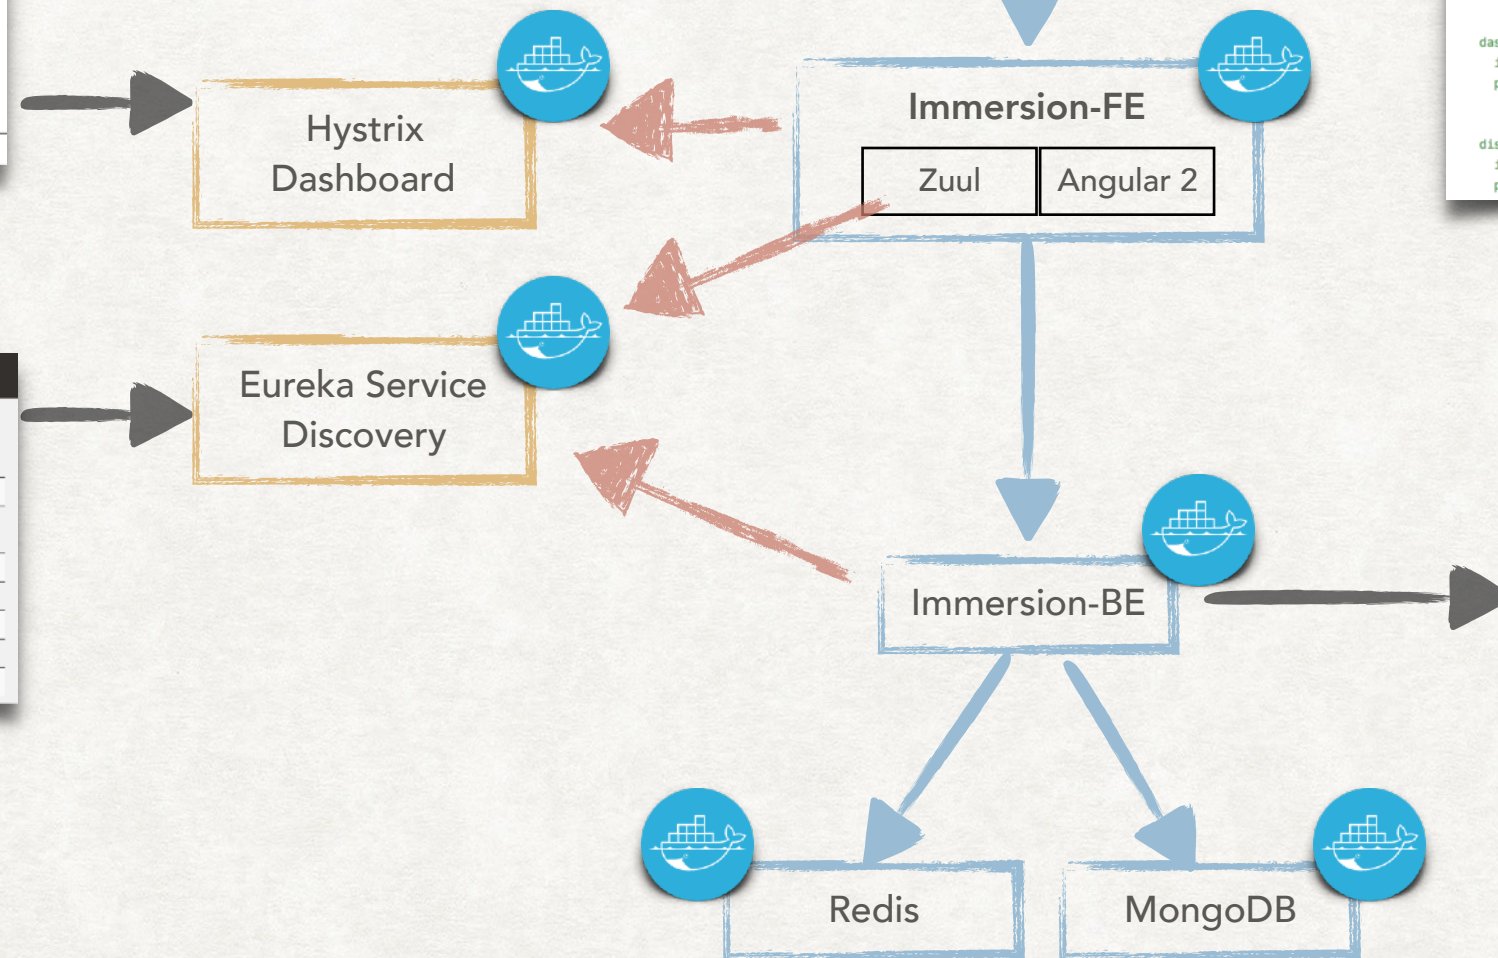 Hystrix
Dashboard
Immersion-FE
Zuul
Angular 2
Eureka Service
Discovery
Immersion-BE
Redis
MongoDB